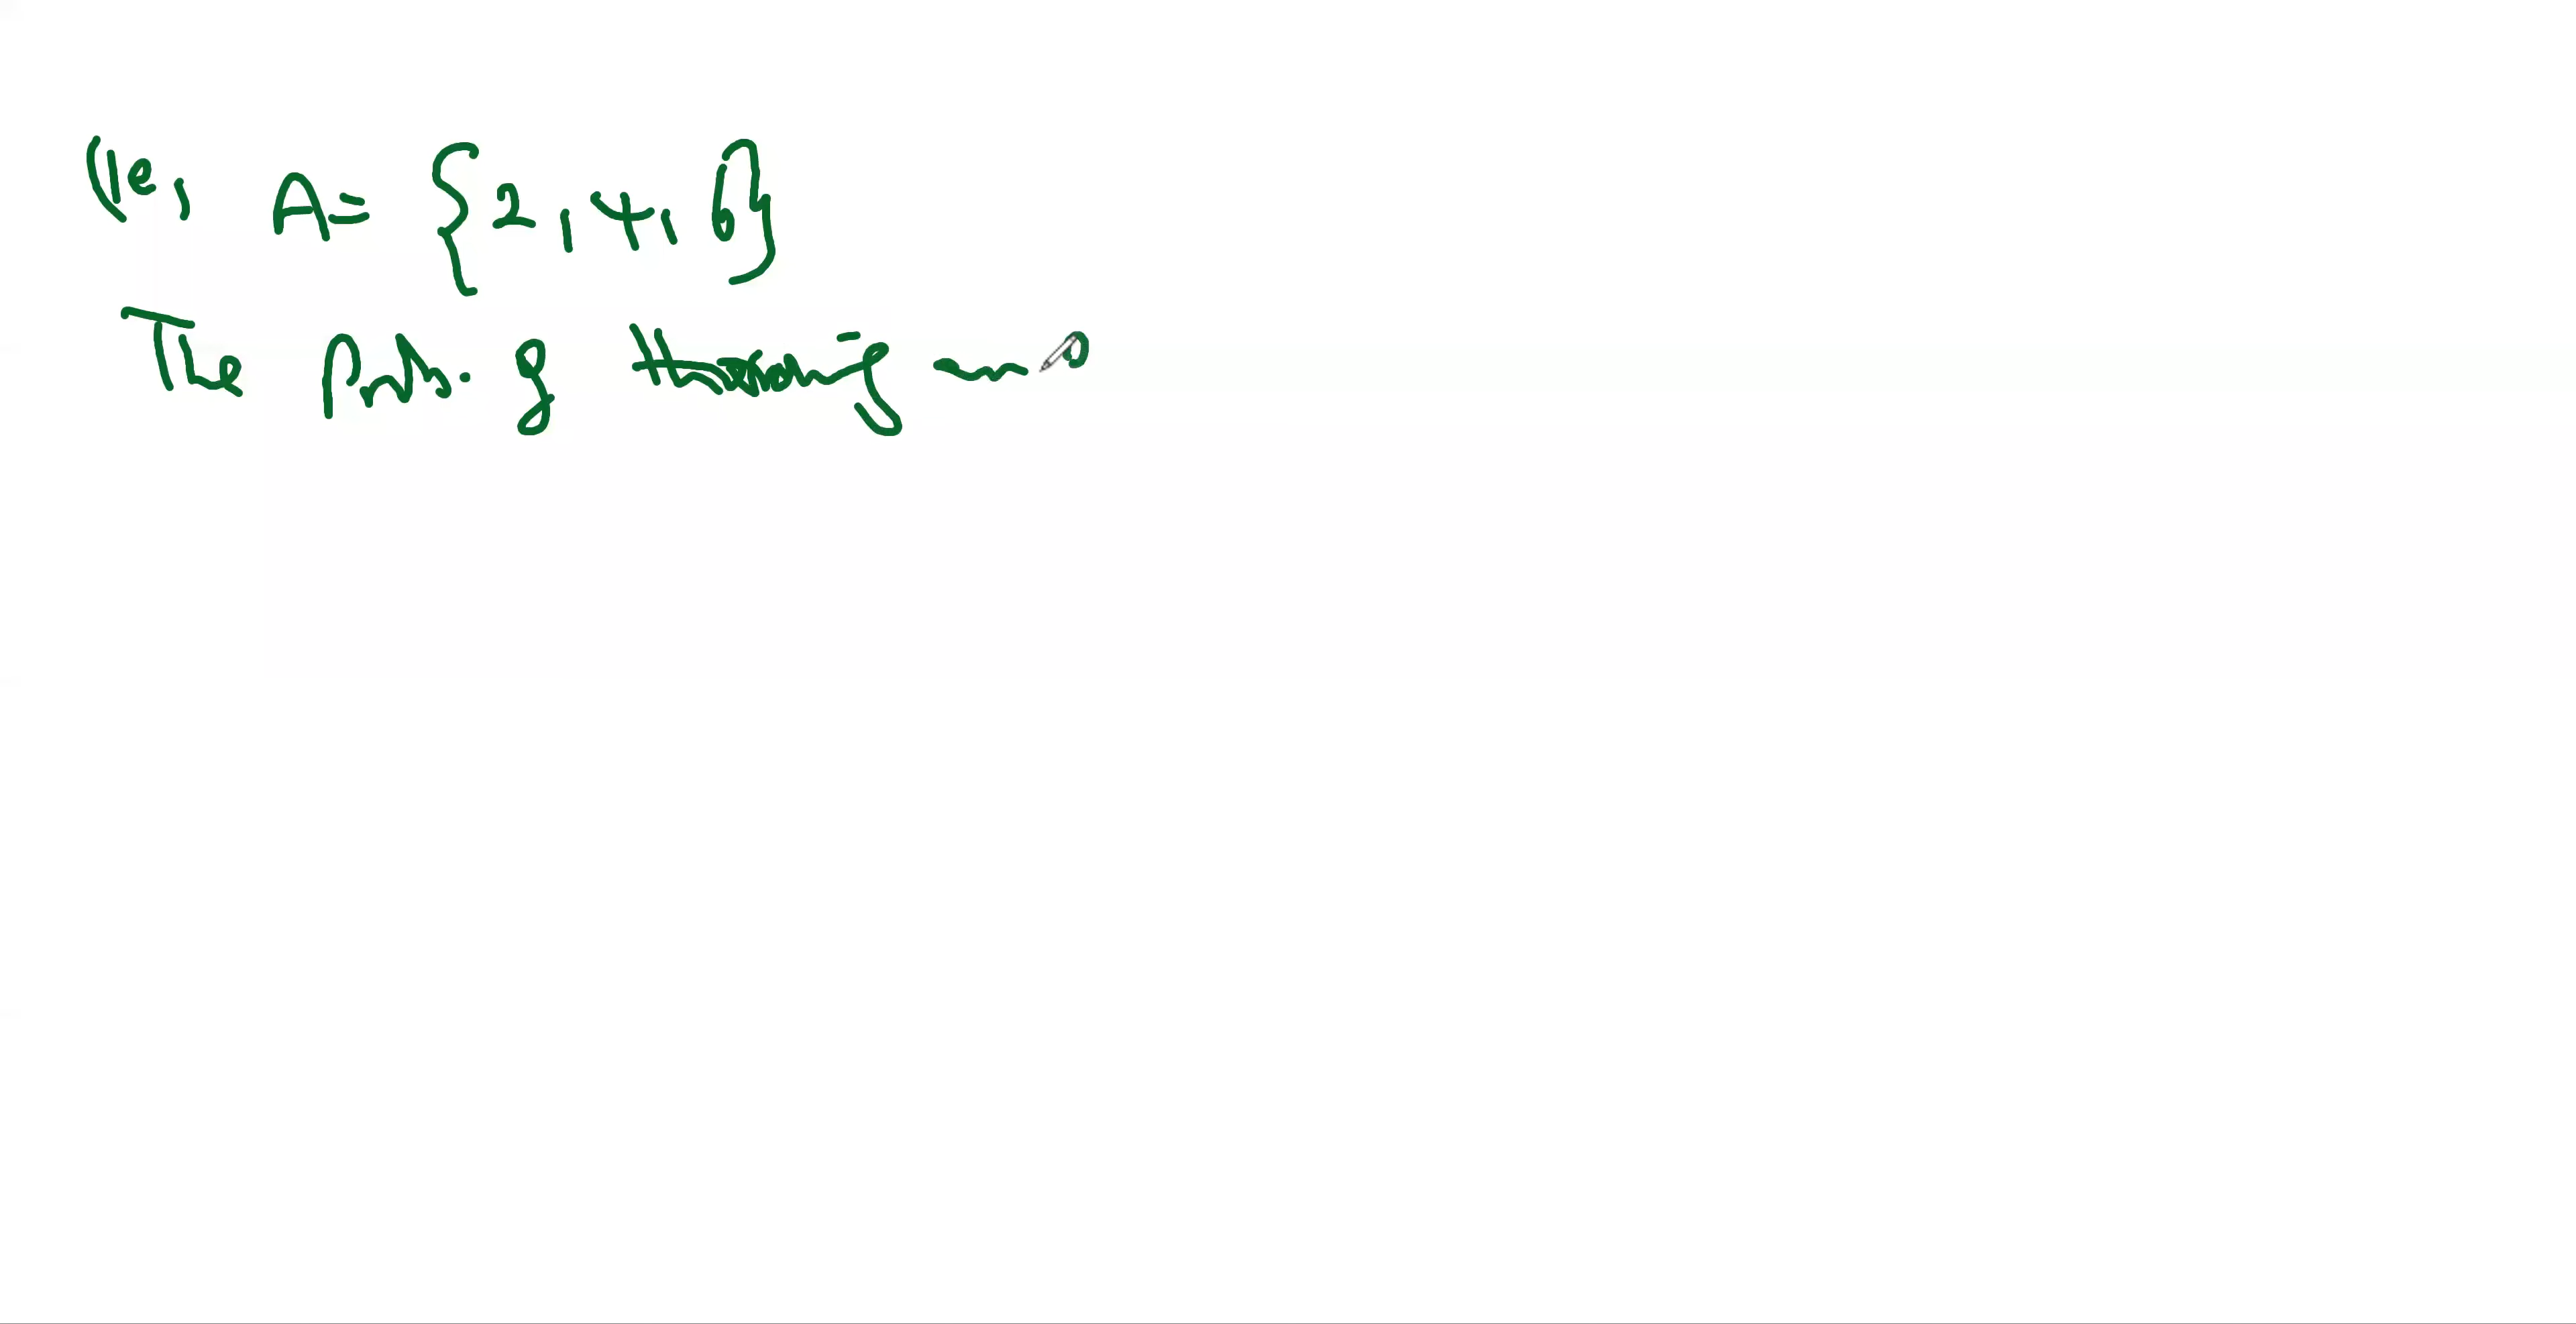 (ie, A= {2, 4, 6}
The Prob. of throwing an